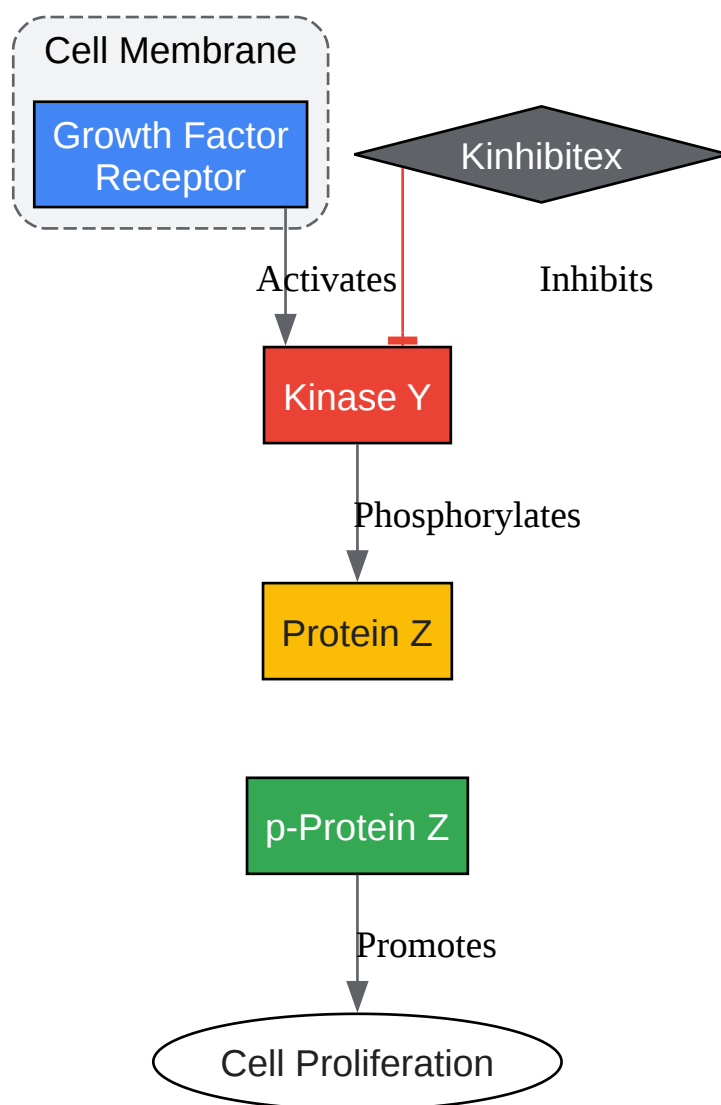 Cell Membrane
Growth Factor
Receptor
Kinhibitex
Activates
Inhibits
Kinase Y
Phosphorylates
Protein Z
p-Protein Z
Promotes
Cell Proliferation